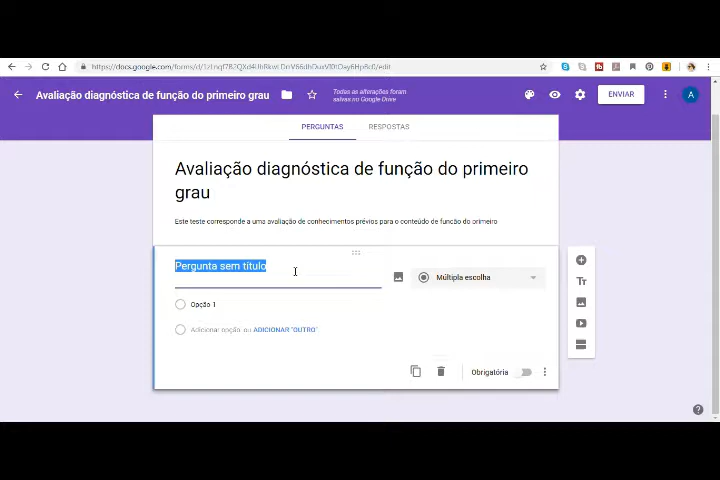 Avaliação diagnóstica de função do primeiro grau
Todas as alterações foram
salvas no Google Drive
ENVIAR
A
PERGUNTAS
RESPOSTAS
Avaliação diagnóstica de função do primeiro
grau
Este teste corresponde a uma avaliação de conhecimentos prévios para o conteúdo de função do primeiro
Pergunta sem título
Múltipla escolha
Opção 1
Adicionar opção ou ADICIONAR "OUTRO"
Tт
Obrigatória